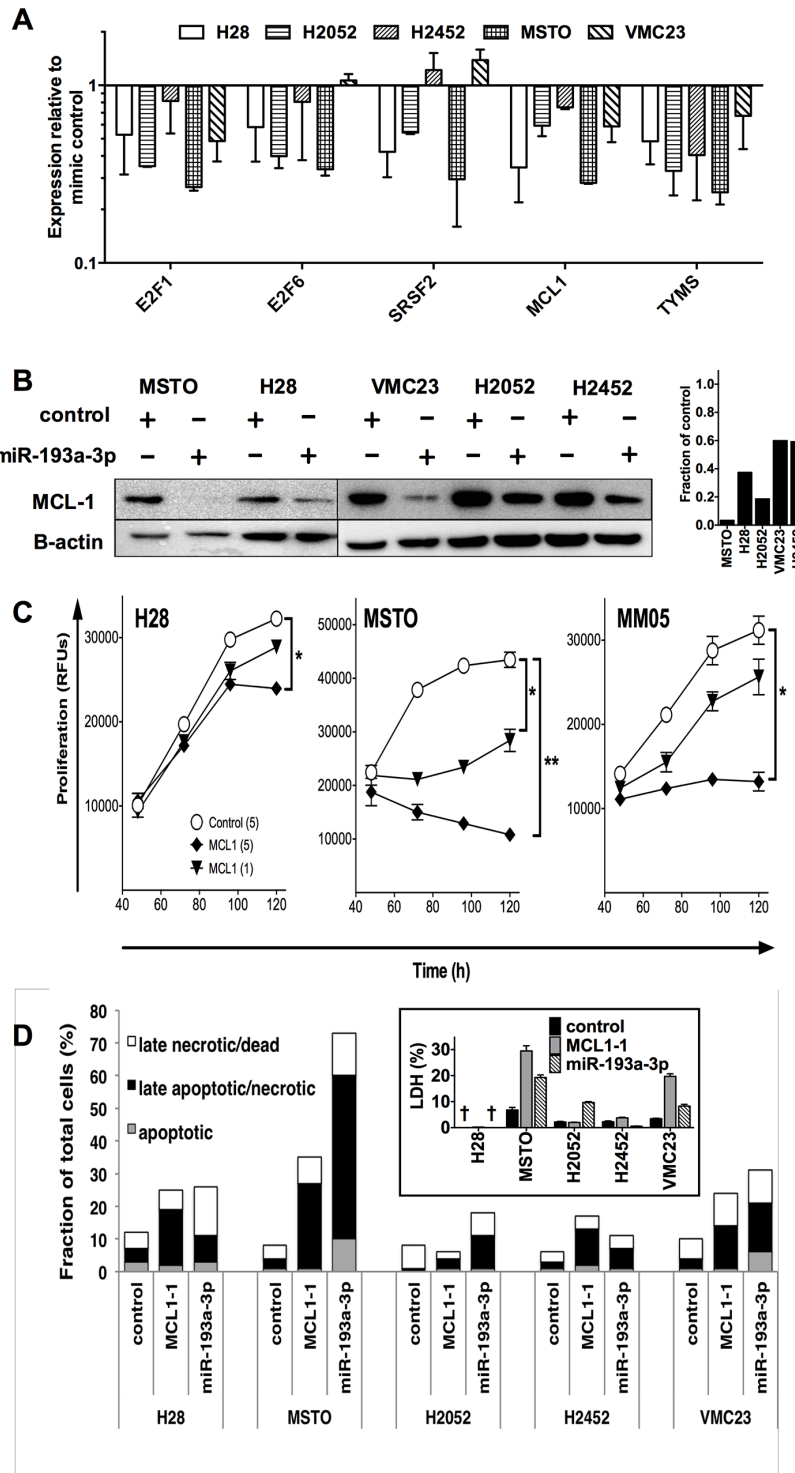 A
H28 H2052 H2452 MSTO VMC23
Expression relative to
mimic control
1
0.1
E2F1 E2F6 SRSF2 MCL1 TYMS
B
MSTO H28 VMC23 H2052 H2452
control + – + – + – + – + –
miR-193a-3p – + – + – + – + – +
MCL-1
B-actin
Fraction of control
1.0
0.8
0.6
0.4
0.2
0.0
MSTO H28 H2052 VMC23 H2452
C
Proliferation (RFUs)
H28
30000
20000
10000
*
Control (5)
MCL1 (5)
MCL1 (1)
40 60 80 100 120
MSTO
50000
40000
30000
20000
10000
*
**
40 60 80 100 120
MM05
30000
20000
10000
*
40 60 80 100 120
Time (h)
D
Fraction of total cells (%)
80
70
60
50
40
30
20
10
0
late necrotic/dead
late apoptotic/necrotic
apoptotic
control
MCL1-1
miR-193a-3p
LDH (%)
30
20
10
0
† †
H28 MSTO H2052 H2452 VMC23
control MCL1-1 miR-193a-3p control MCL1-1 miR-193a-3p control MCL1-1 miR-193a-3p control MCL1-1 miR-193a-3p control MCL1-1 miR-193a-3p
H28 MSTO H2052 H2452 VMC23